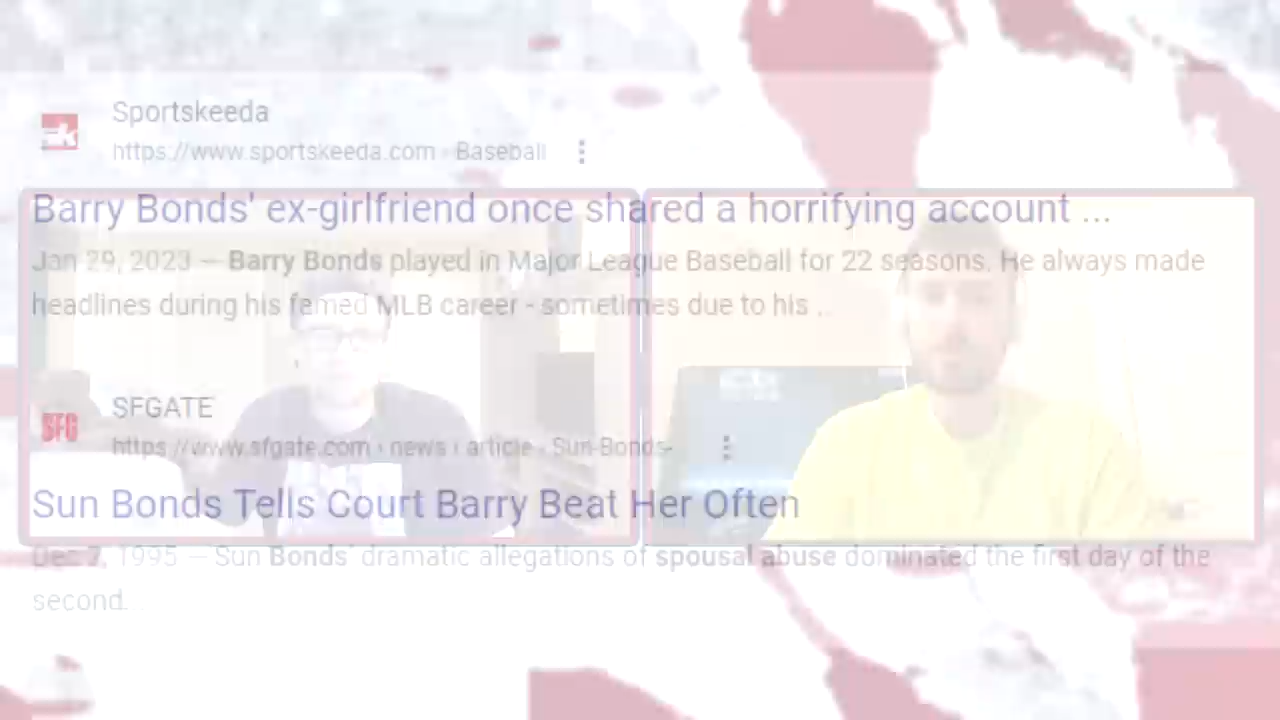 Sportskeeda
https://www.sportskeeda.com › Baseball
Barry Bonds' ex-girlfriend once shared a horrifying account ...
Jan 29, 2023 — Barry Bonds played in Major League Baseball for 22 seasons. He always made
headlines during his famed MLB career - sometimes due to his ...
SFG
SFGATE
https://www.sfgate.com › news › article › Sun-Bonds-
Sun Bonds Tells Court Barry Beat Her Often
Dec 7, 1995 — Sun Bonds' dramatic allegations of spousal abuse dominated the first day of the
second.